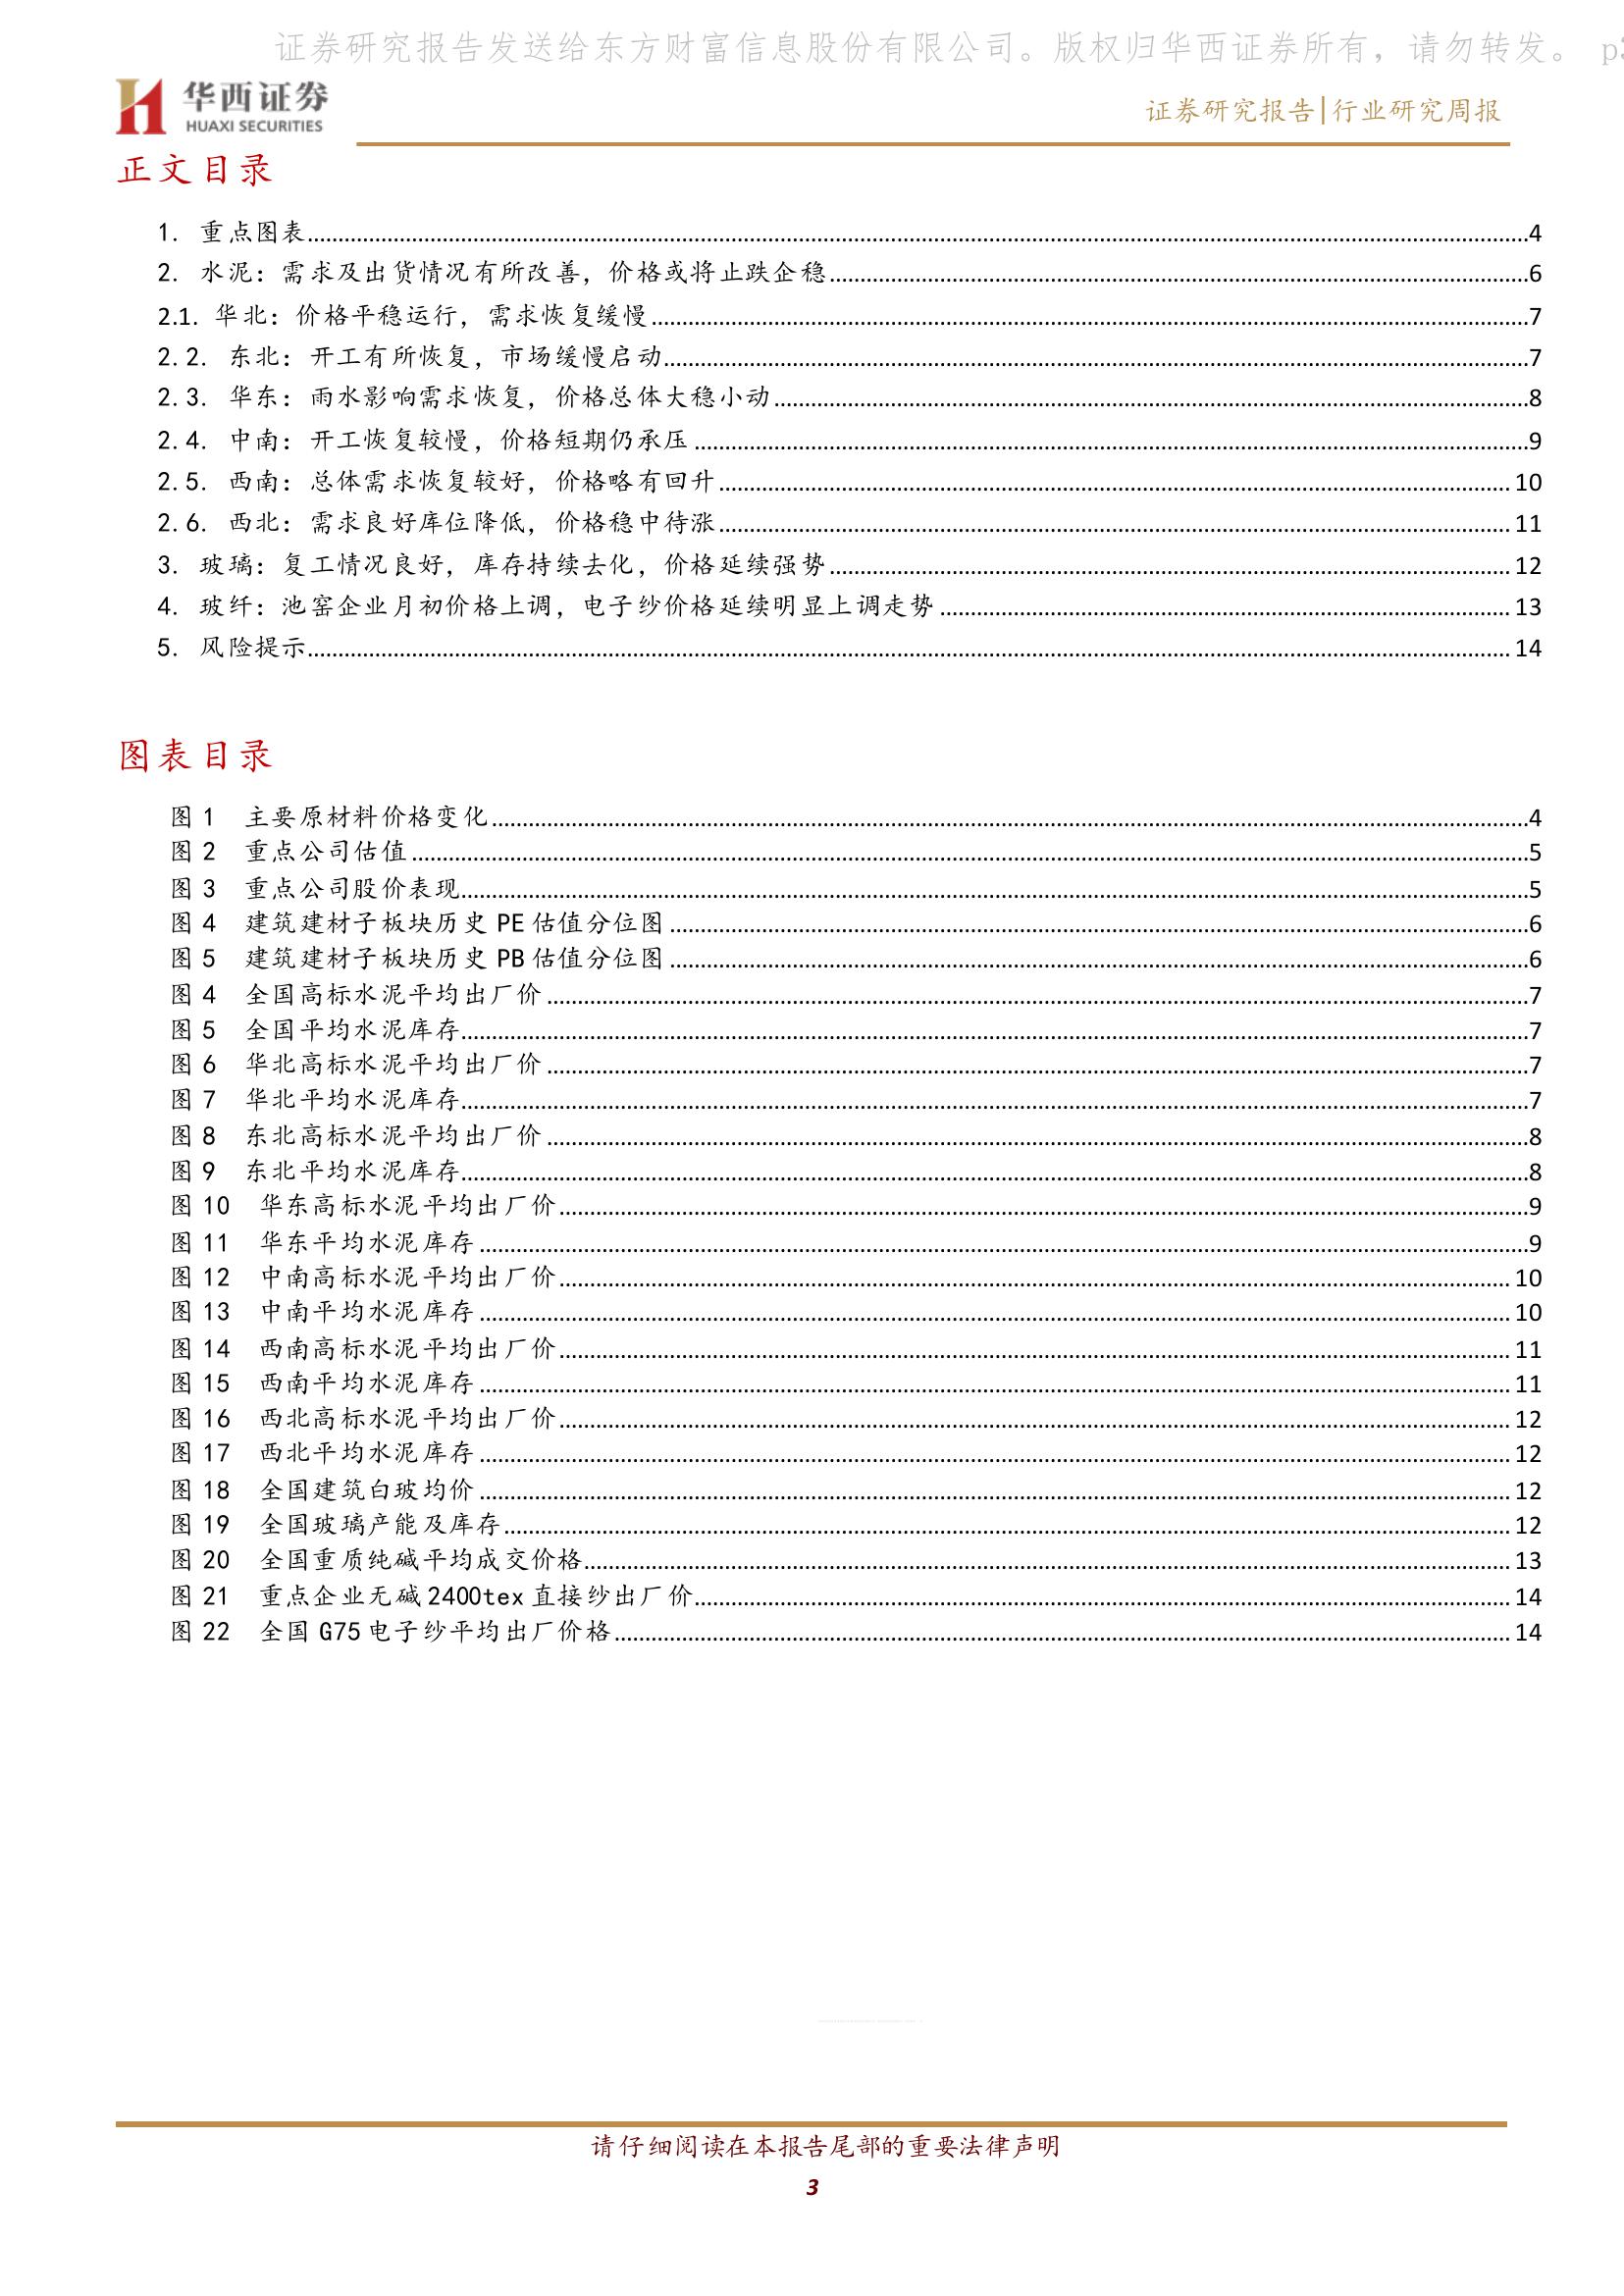 证券研究报告发送给东方财富信息股份有限公司。版权归华西证券所有，请勿转发。 p3
华西证券
HUAXI SECURITIES
证券研究报告|行业研究周报
正文目录
1. 重点图表........4
2. 水泥：需求及出货情况有所改善，价格或将止跌企稳........6
2.1. 华北：价格平稳运行，需求恢复缓慢........7
2.2. 东北：开工有所恢复，市场缓慢启动........7
2.3. 华东：雨水影响需求恢复，价格总体大稳小动........8
2.4. 中南：开工恢复较慢，价格短期仍承压........9
2.5. 西南：总体需求恢复较好，价格略有回升........10
2.6. 西北：需求良好库位降低，价格稳中待涨........11
3. 玻璃：复工情况良好，库存持续去化，价格延续强势........12
4. 玻纤：池窑企业月初价格上调，电子纱价格延续明显上调走势........13
5. 风险提示........14
图表目录
图 1 主要原材料价格变化........4
图 2 重点公司估值........5
图 3 重点公司股价表现........5
图 4 建筑建材子板块历史 PE 估值分位图........6
图 5 建筑建材子板块历史 PB 估值分位图........6
图 4 全国高标水泥平均出厂价........7
图 5 全国平均水泥库存........7
图 6 华北高标水泥平均出厂价........7
图 7 华北平均水泥库存........7
图 8 东北高标水泥平均出厂价........8
图 9 东北平均水泥库存........8
图 10 华东高标水泥平均出厂价........9
图 11 华东平均水泥库存........9
图 12 中南高标水泥平均出厂价........10
图 13 中南平均水泥库存........10
图 14 西南高标水泥平均出厂价........11
图 15 西南平均水泥库存........11
图 16 西北高标水泥平均出厂价........12
图 17 西北平均水泥库存........12
图 18 全国建筑白玻均价........12
图 19 全国玻璃产能及库存........12
图 20 全国重质纯碱平均成交价格........13
图 21 重点企业无碱 2400tex 直接纱出厂价........14
图 22 全国 G75 电子纱平均出厂价格........14
请仔细阅读在本报告尾部的重要法律声明
3